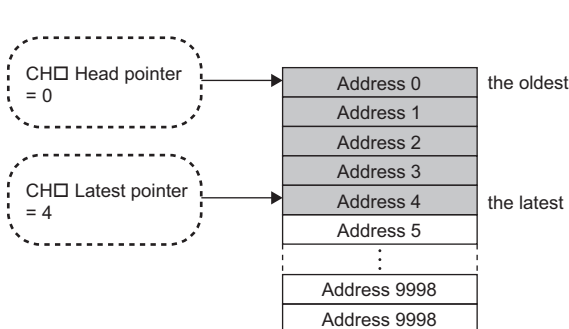 CH□ Head pointer
= 0
Address 0
the oldest
Address 1
Address 2
Address 3
CH□ Latest pointer
= 4
Address 4
the latest
Address 5
Address 9998
Address 9998